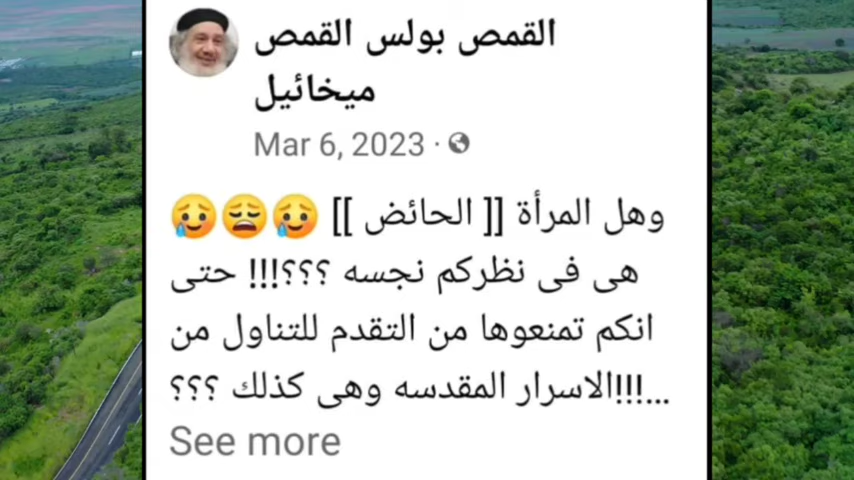 القمص بولس القمص
ميخائيل
Mar 6, 2023
وهل المرأة [[ الحائض ]] 🥲😩🥲
هى فى نظركم نجسه ؟؟؟!!! حتى
انكم تمنعوها من التقدم للتناول من
الاسرار المقدسه وهى كذلك ؟؟؟!!!...
See more